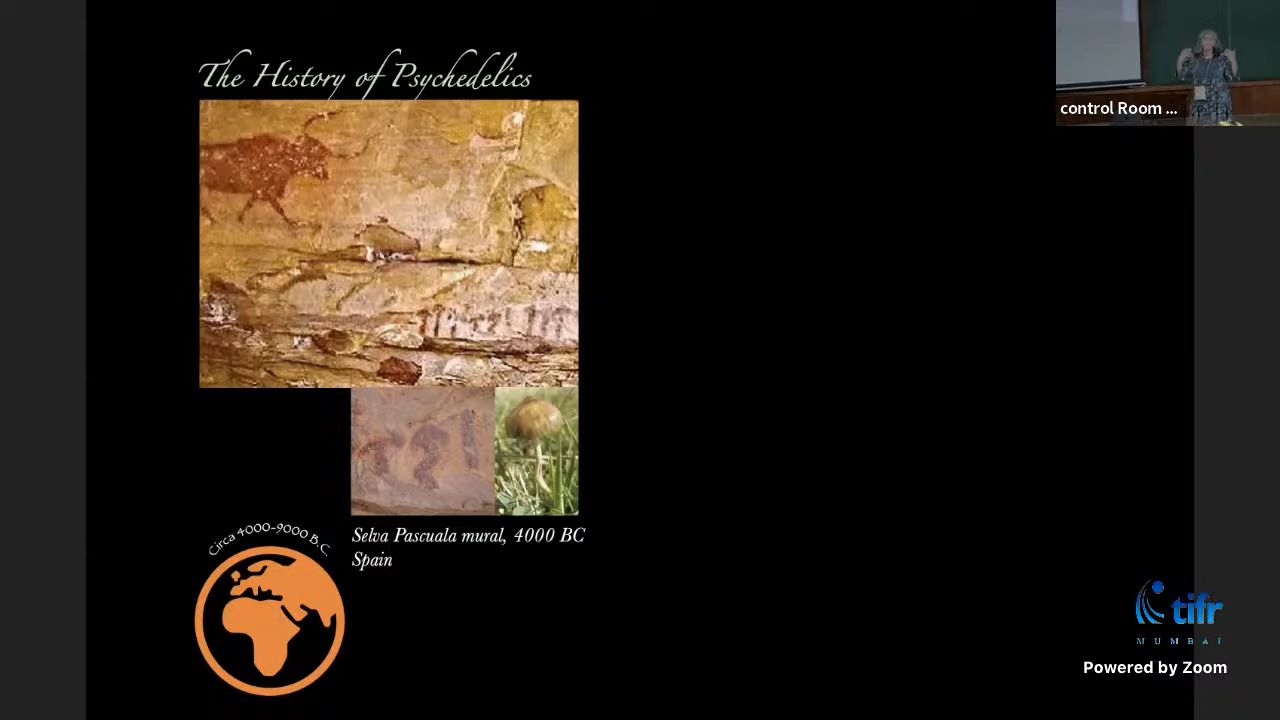 The History of Psychedelics
control Room ...
Circa 4000-9000 B.C.
Selva Pascuala mural, 4000 BC
Spain
tifr
MUMBAI
Powered by Zoom